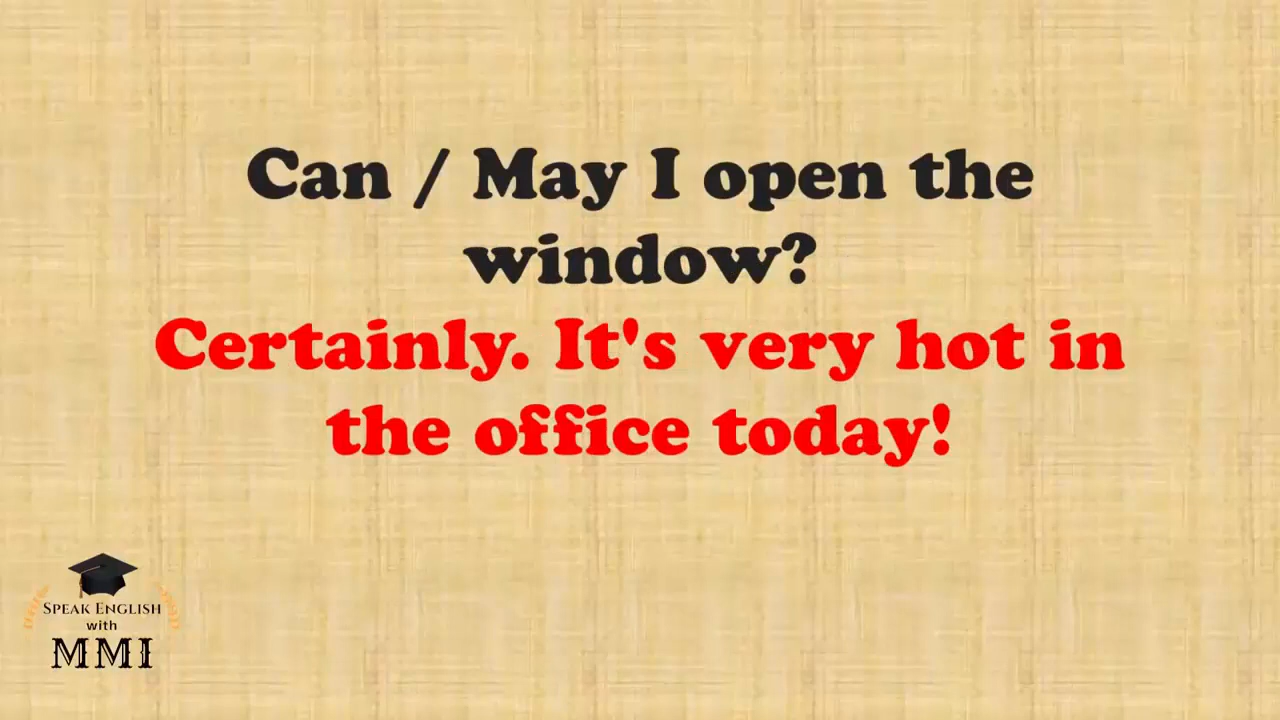 Can / May I open the
window?
Certainly. It's very hot in
the office today!
SPEAK ENGLISH
with
MMI